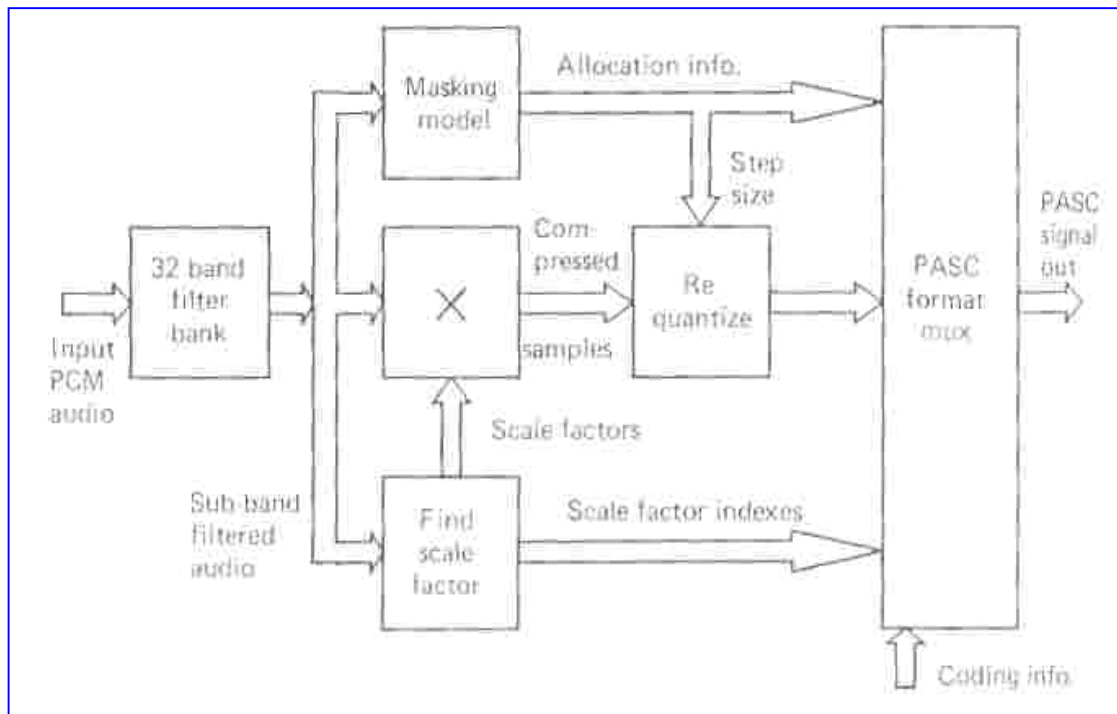 Masking
model
Allocation info.
Step
size
32 band
filter
bank
Input
PCM
audio
Com-
pressed
samples
×
Re
quantize
PASC
format
mux
PASC
signal
out
Scale factors
Sub-band
filtered
audio
Find
scale
factor
Scale factor indexes
Coding info.